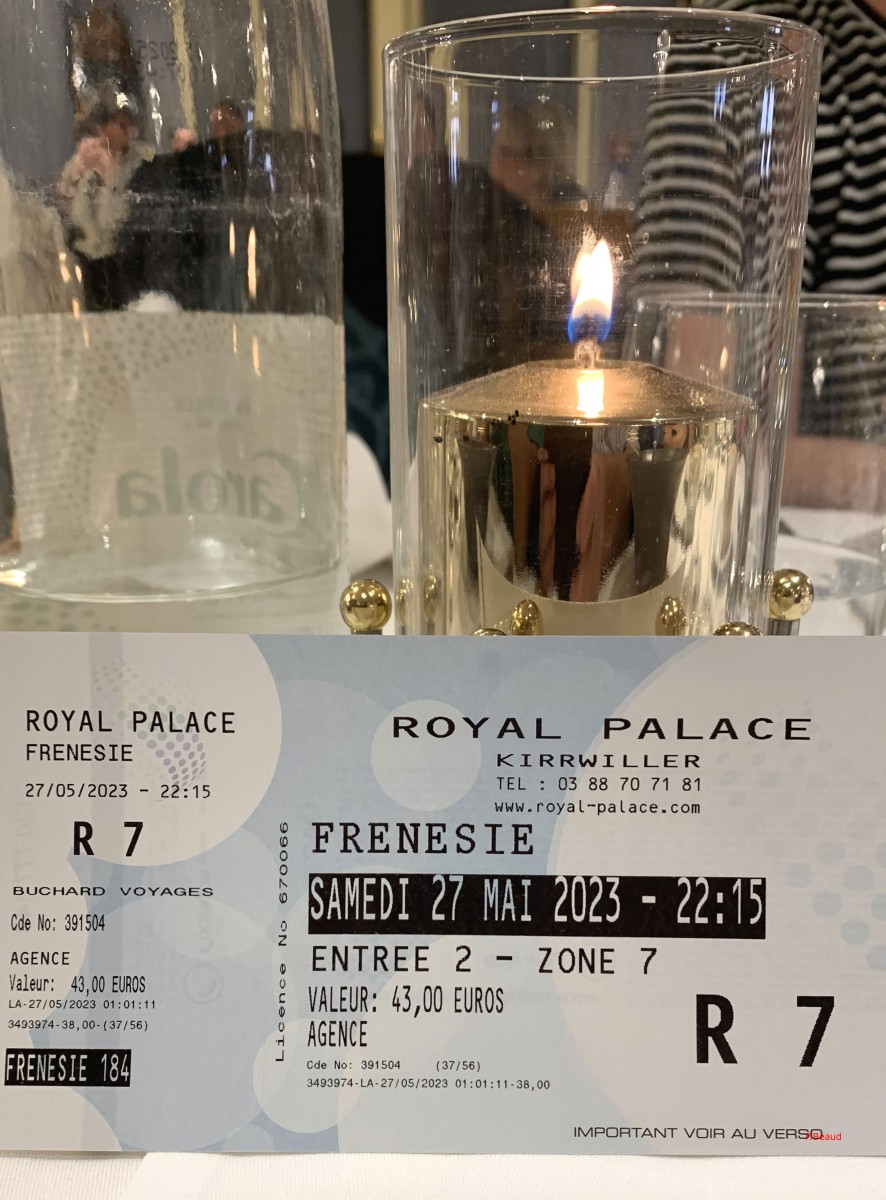 Carola
ROYAL PALACE
FRENESIE
27/05/2023 - 22:15
R 7
BUCHARD VOYAGES
Cde No: 391504
AGENCE
Valeur: 43,00 EUROS
LA-27/05/2023 01:01:11
3493974-38,00-(37/56)
FRENESIE 184
Licence No 670066
ROYAL PALACE
KIRRWILLER
TEL : 03 88 70 71 81
www.royal-palace.com
FRENESIE
SAMEDI 27 MAI 2023 - 22:15
ENTREE 2 - ZONE 7
VALEUR: 43,00 EUROS
AGENCE
R 7
Cde No: 391504 (37/56)
3493974-LA-27/05/2023 01:01:11-38,00
IMPORTANT VOIR AU VERSO